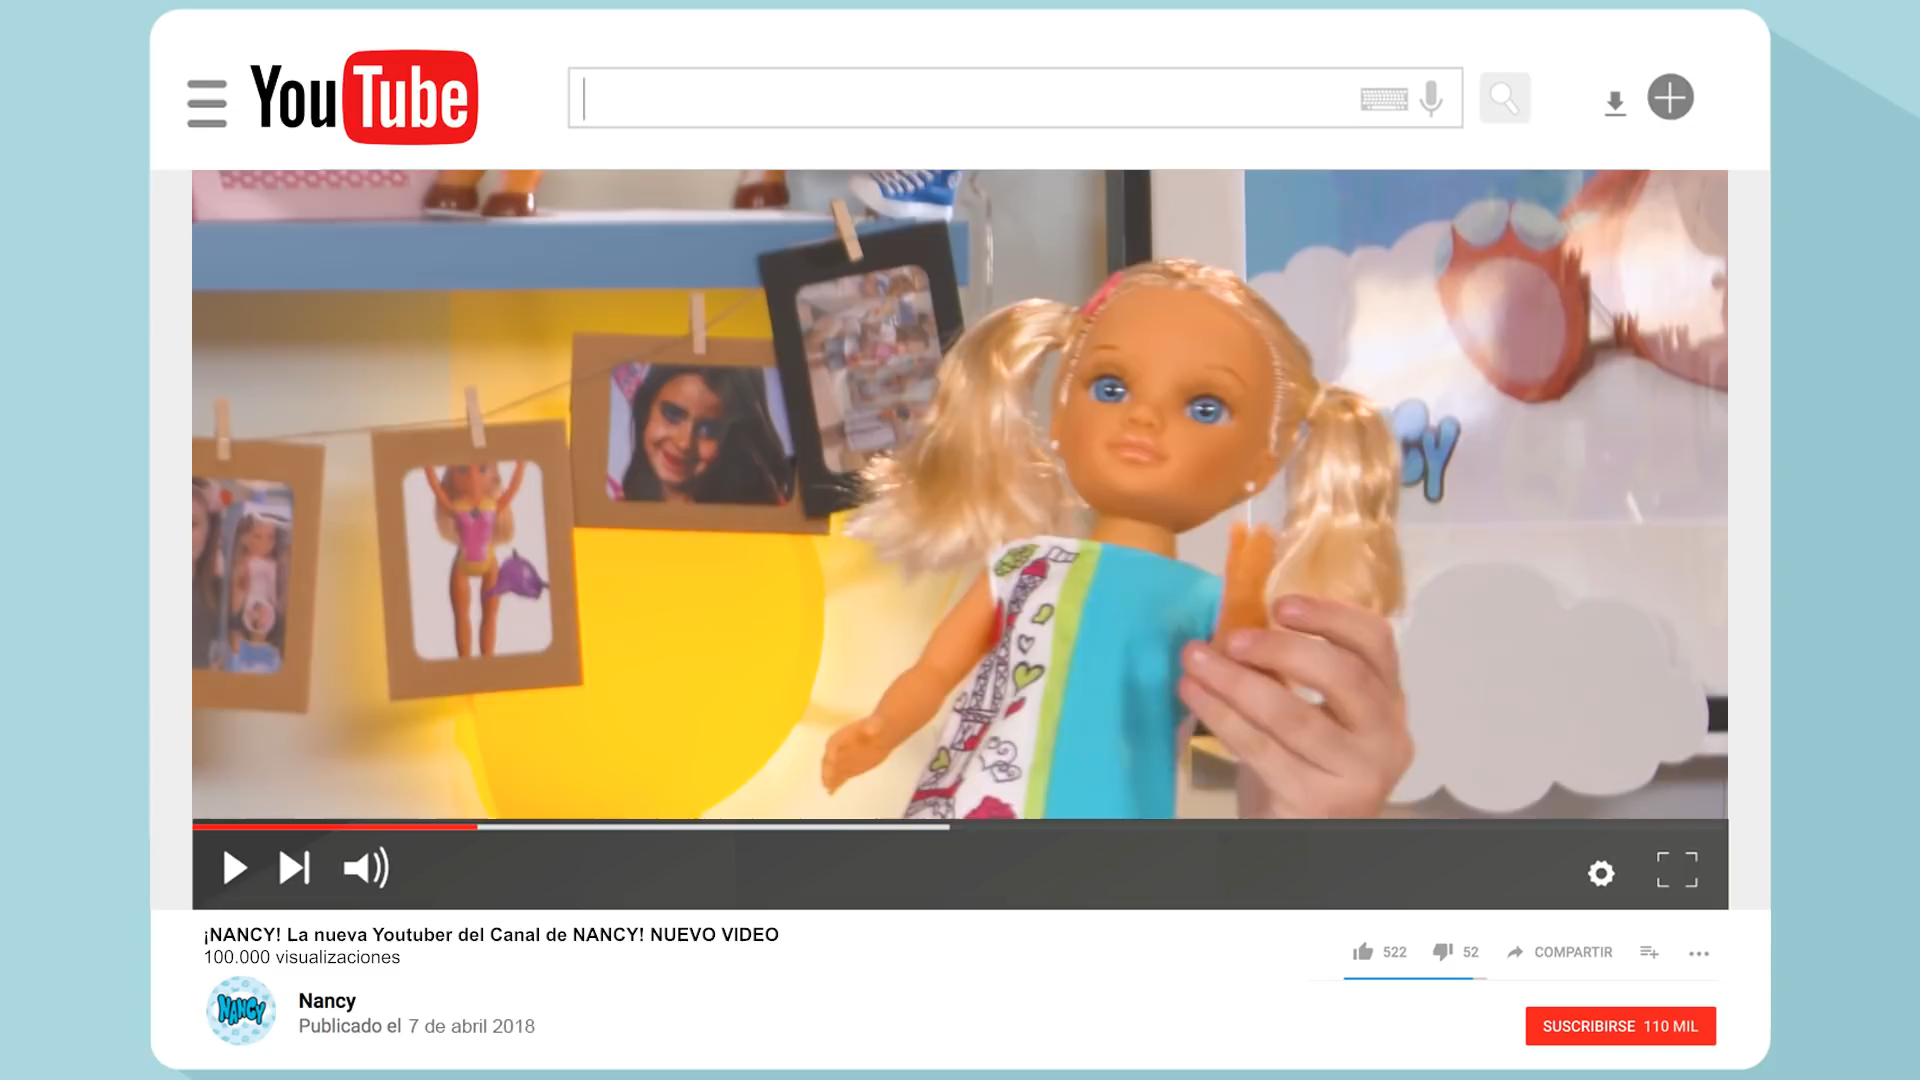 YouTube
¡NANCY! La nueva Youtuber del Canal de NANCY! NUEVO VIDEO
100.000 visualizaciones
522
52
COMPARTIR
NANCY
Nancy
Publicado el 7 de abril 2018
SUSCRIBIRSE 110 MIL